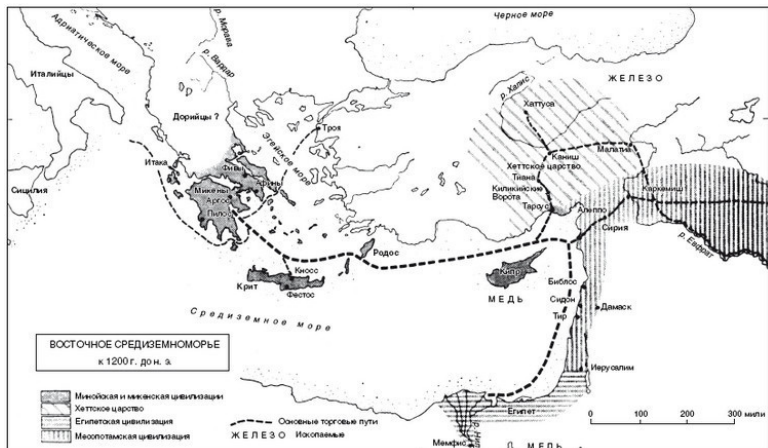 Черное море
Адриатическое море
р. Морава
р. Вардар
Италийцы
ЖЕЛЕЗО
р. Халис
Хаттуса
Дорийцы ?
Троя
Эгейское море
Итака
Фивы
Афины
Микены
Аргос
Пилос
Каниш
Малатия
Хеттское царство
Тиана
Киликийские
Ворота
Тарсус
Каркемиш
Алеппо
Сирия
р. Евфрат
Сицилия
Родос
Кносс
Крит
Фестос
Кипр
МЕДЬ
Библос
Сидон
Тир
Дамаск
Средиземное море
Иерусалим
ВОСТОЧНОЕ СРЕДИЗЕМНОМОРЬЕ
к 1200 г. до н. э.
Минойская и микенская цивилизации
Хеттское царство
Египетская цивилизация
Месопотамская цивилизация
Основные торговые пути
ЖЕЛЕЗО Ископаемые
Египет
Мемфис
МЕДЬ
0 100 200 300 мили